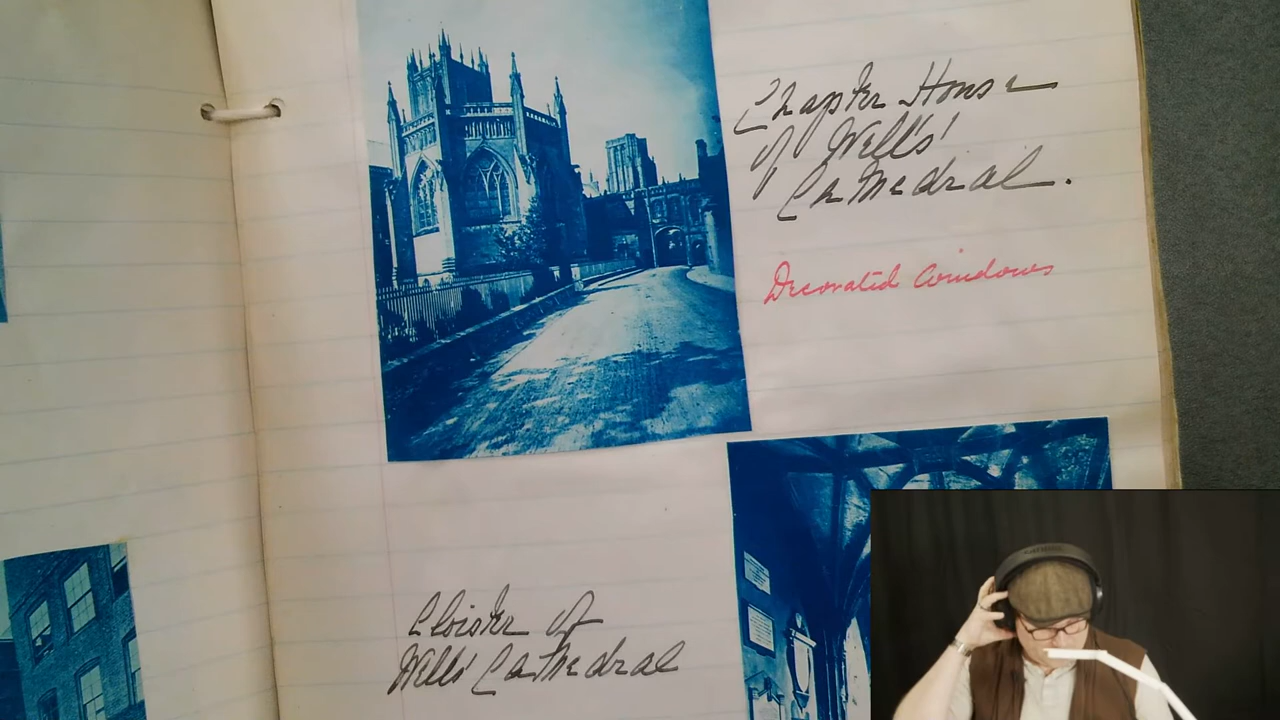 Chapter House
of Wells'
Cathedral.
Decorated Windows
Cloister of
Wells Cathedral